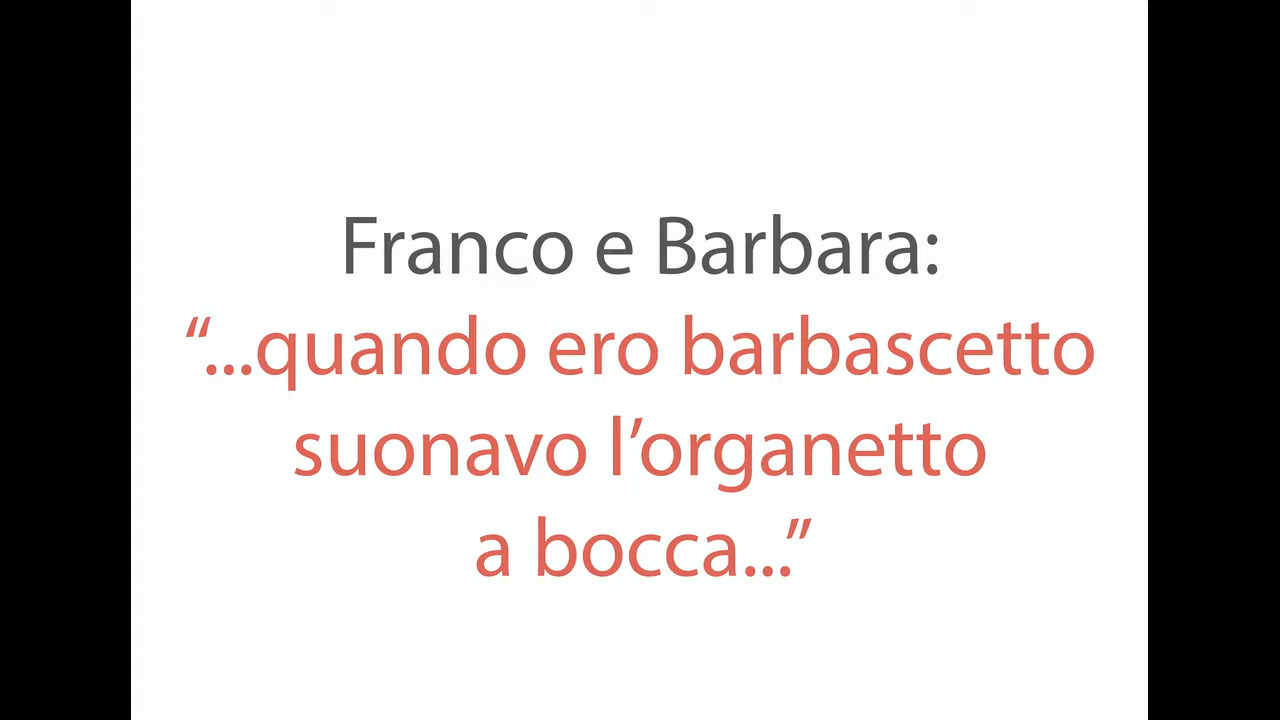 Franco e Barbara:
“...quando ero barbascetto
suonavo l’organetto
a bocca...”